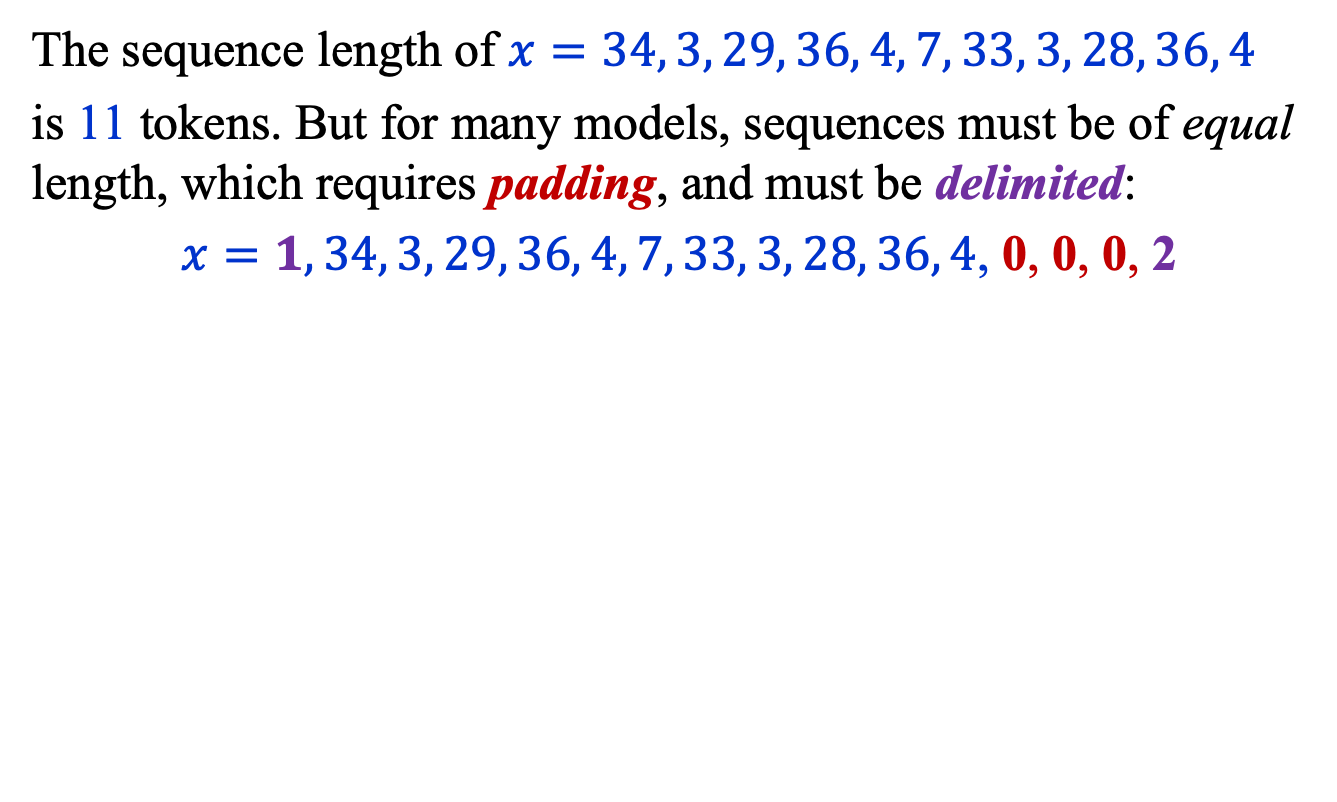 The sequence length of x = 34, 3, 29, 36, 4, 7, 33, 3, 28, 36, 4
is 11 tokens. But for many models, sequences must be of equal
length, which requires padding, and must be delimited:
x = 1, 34, 3, 29, 36, 4, 7, 33, 3, 28, 36, 4, 0, 0, 0, 2